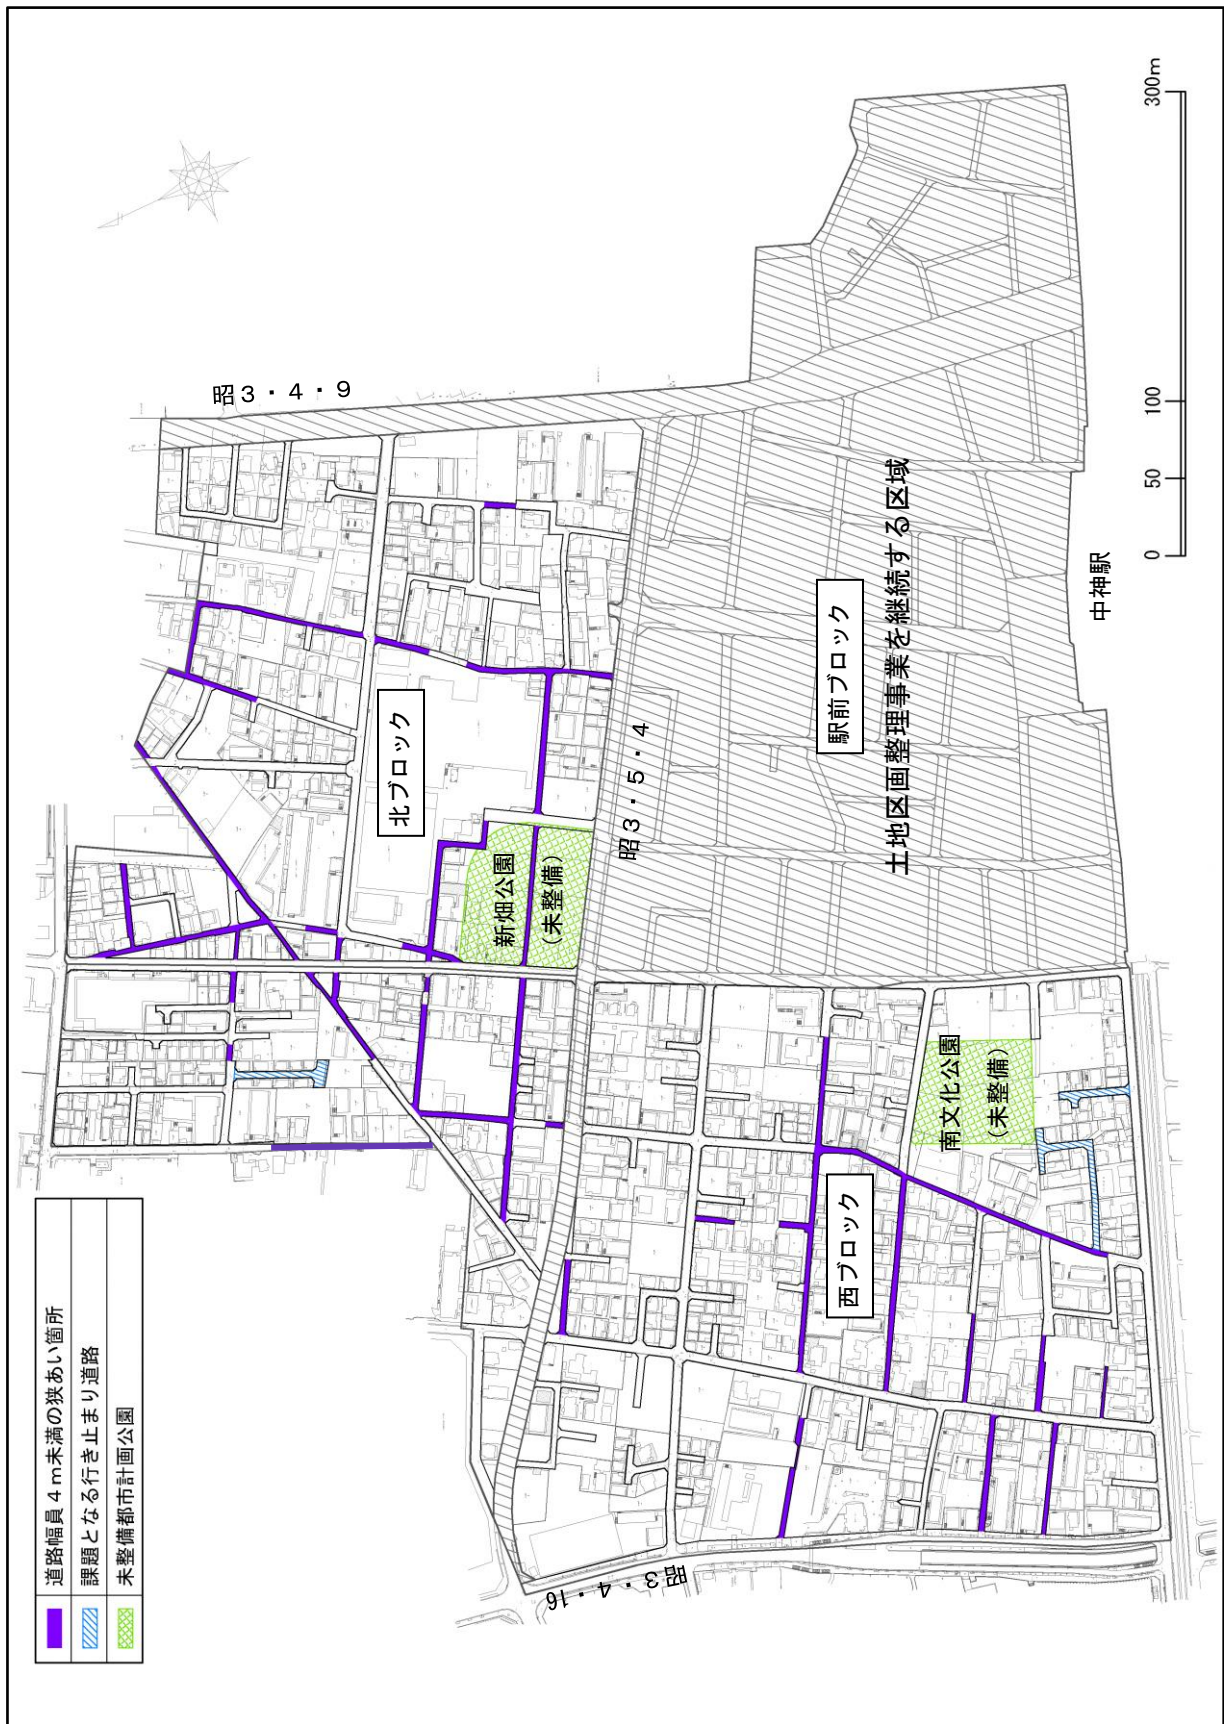 道路幅員4m未満の狭あい箇所
課題となる行き止まり道路
未整備都市計画公園
昭3・4・9
北ブロック
新畑公園
(未整備)
昭3・5・4
駅前ブロック
土地区画整理事業を継続する区域
南文化公園
(未整備)
西ブロック
昭3・4・16
中神駅
0 50 100 300m